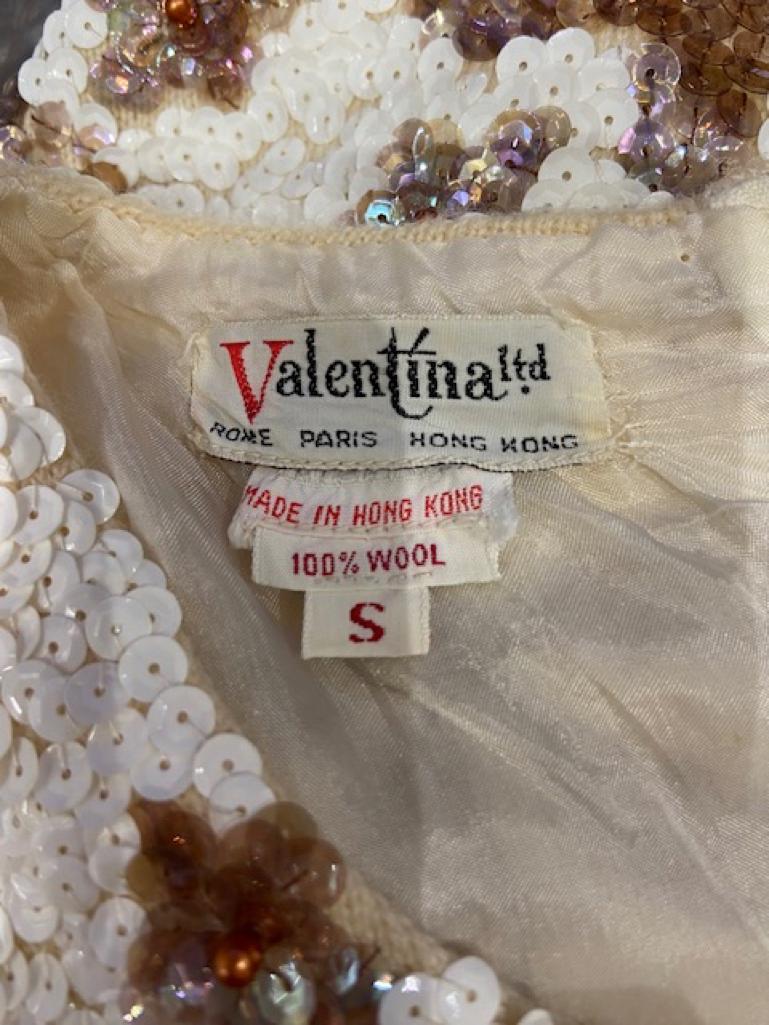 Valentina ltd
ROME PARIS HONG KONG
MADE IN HONG KONG
100% WOOL
S